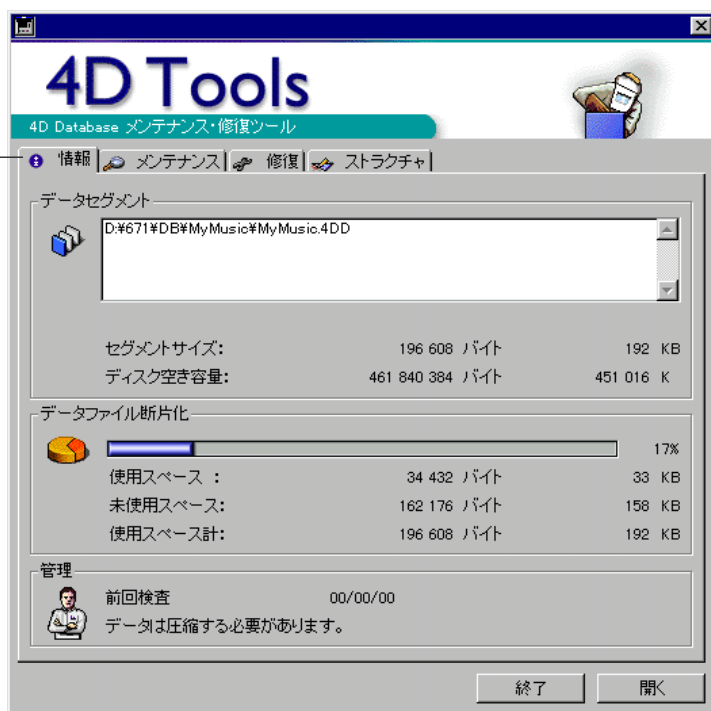 4D Tools
4D Database メンテナンス・修復ツール
情報 メンテナンス 修復 ストラクチャ
データセグメント
D:¥671¥DB¥MyMusic¥MyMusic.4DD
セグメントサイズ: 196 608 バイト 192 KB
ディスク空き容量: 461 840 384 バイト 451 016 K
データファイル断片化
17%
使用スペース : 34 432 バイト 33 KB
未使用スペース: 162 176 バイト 158 KB
使用スペース計: 196 608 バイト 192 KB
管理
前回検査 00/00/00
データは圧縮する必要があります。
終了 開く